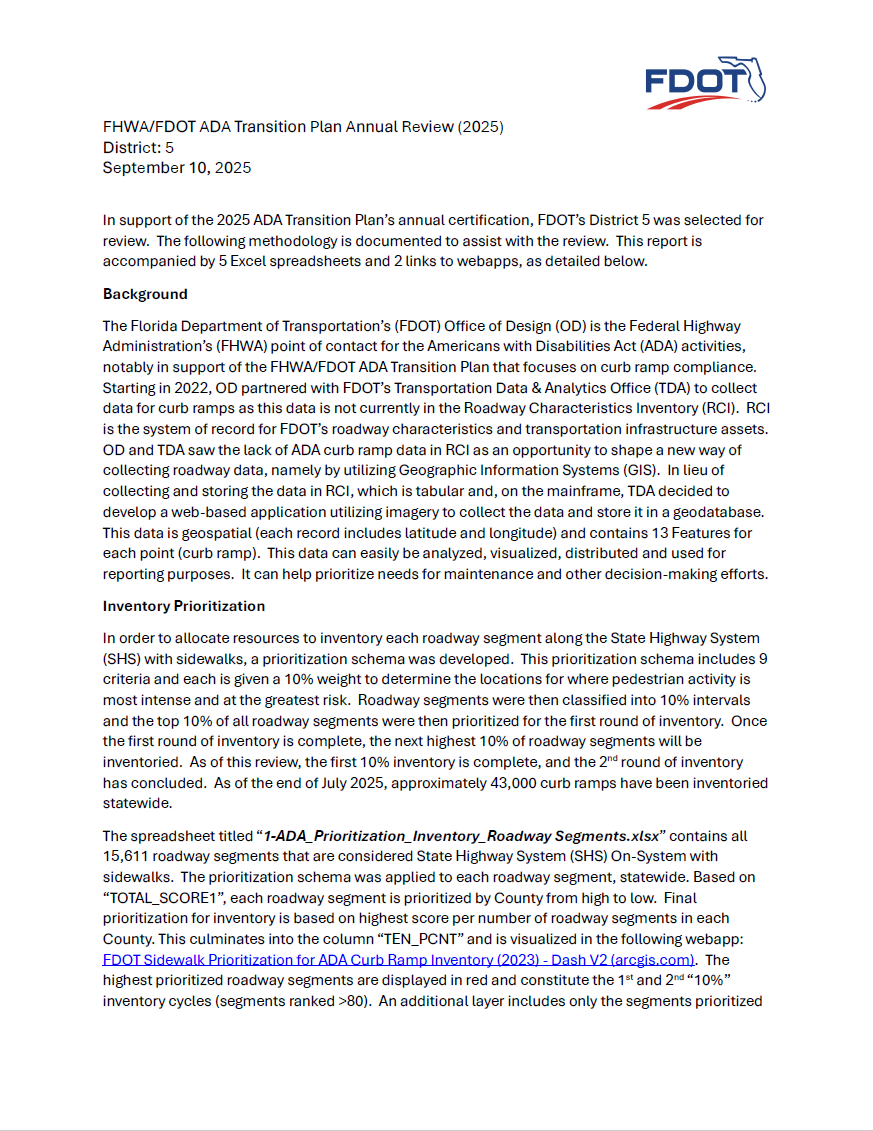 FDOT
FHWA/FDOT ADA Transition Plan Annual Review (2025)
District: 5
September 10, 2025
In support of the 2025 ADA Transition Plan's annual certification, FDOT's District 5 was selected for
review.  The following methodology is documented to assist with the review.  This report is
accompanied by 5 Excel spreadsheets and 2 links to webapps, as detailed below.
Background
The Florida Department of Transportation's (FDOT) Office of Design (OD) is the Federal Highway
Administration's (FHWA) point of contact for the Americans with Disabilities Act (ADA) activities,
notably in support of the FHWA/FDOT ADA Transition Plan that focuses on curb ramp compliance.
Starting in 2022, OD partnered with FDOT's Transportation Data & Analytics Office (TDA) to collect
data for curb ramps as this data is not currently in the Roadway Characteristics Inventory (RCI).  RCI
is the system of record for FDOT's roadway characteristics and transportation infrastructure assets.
OD and TDA saw the lack of ADA curb ramp data in RCI as an opportunity to shape a new way of
collecting roadway data, namely by utilizing Geographic Information Systems (GIS).  In lieu of
collecting and storing the data in RCI, which is tabular and, on the mainframe, TDA decided to
develop a web-based application utilizing imagery to collect the data and store it in a geodatabase.
This data is geospatial (each record includes latitude and longitude) and contains 13 Features for
each point (curb ramp).  This data can easily be analyzed, visualized, distributed and used for
reporting purposes.  It can help prioritize needs for maintenance and other decision-making efforts.
Inventory Prioritization
In order to allocate resources to inventory each roadway segment along the State Highway System
(SHS) with sidewalks, a prioritization schema was developed.  This prioritization schema includes 9
criteria and each is given a 10% weight to determine the locations for where pedestrian activity is
most intense and at the greatest risk.  Roadway segments were then classified into 10% intervals
and the top 10% of all roadway segments were then prioritized for the first round of inventory.  Once
the first round of inventory is complete, the next highest 10% of roadway segments will be
inventoried.  As of this review, the first 10% inventory is complete, and the 2nd round of inventory
has concluded.  As of the end of July 2025, approximately 43,000 curb ramps have been inventoried
statewide.
The spreadsheet titled "1-ADA_Prioritization_Inventory_Roadway Segments.xlsx" contains all
15,611 roadway segments that are considered State Highway System (SHS) On-System with
sidewalks.  The prioritization schema was applied to each roadway segment, statewide. Based on
"TOTAL_SCORE1", each roadway segment is prioritized by County from high to low.  Final
prioritization for inventory is based on highest score per number of roadway segments in each
County. This culminates into the column "TEN_PCNT" and is visualized in the following webapp:
FDOT Sidewalk Prioritization for ADA Curb Ramp Inventory (2023) - Dash V2 (arcgis.com).  The
highest prioritized roadway segments are displayed in red and constitute the 1st and 2nd "10%"
inventory cycles (segments ranked >80).  An additional layer includes only the segments prioritized